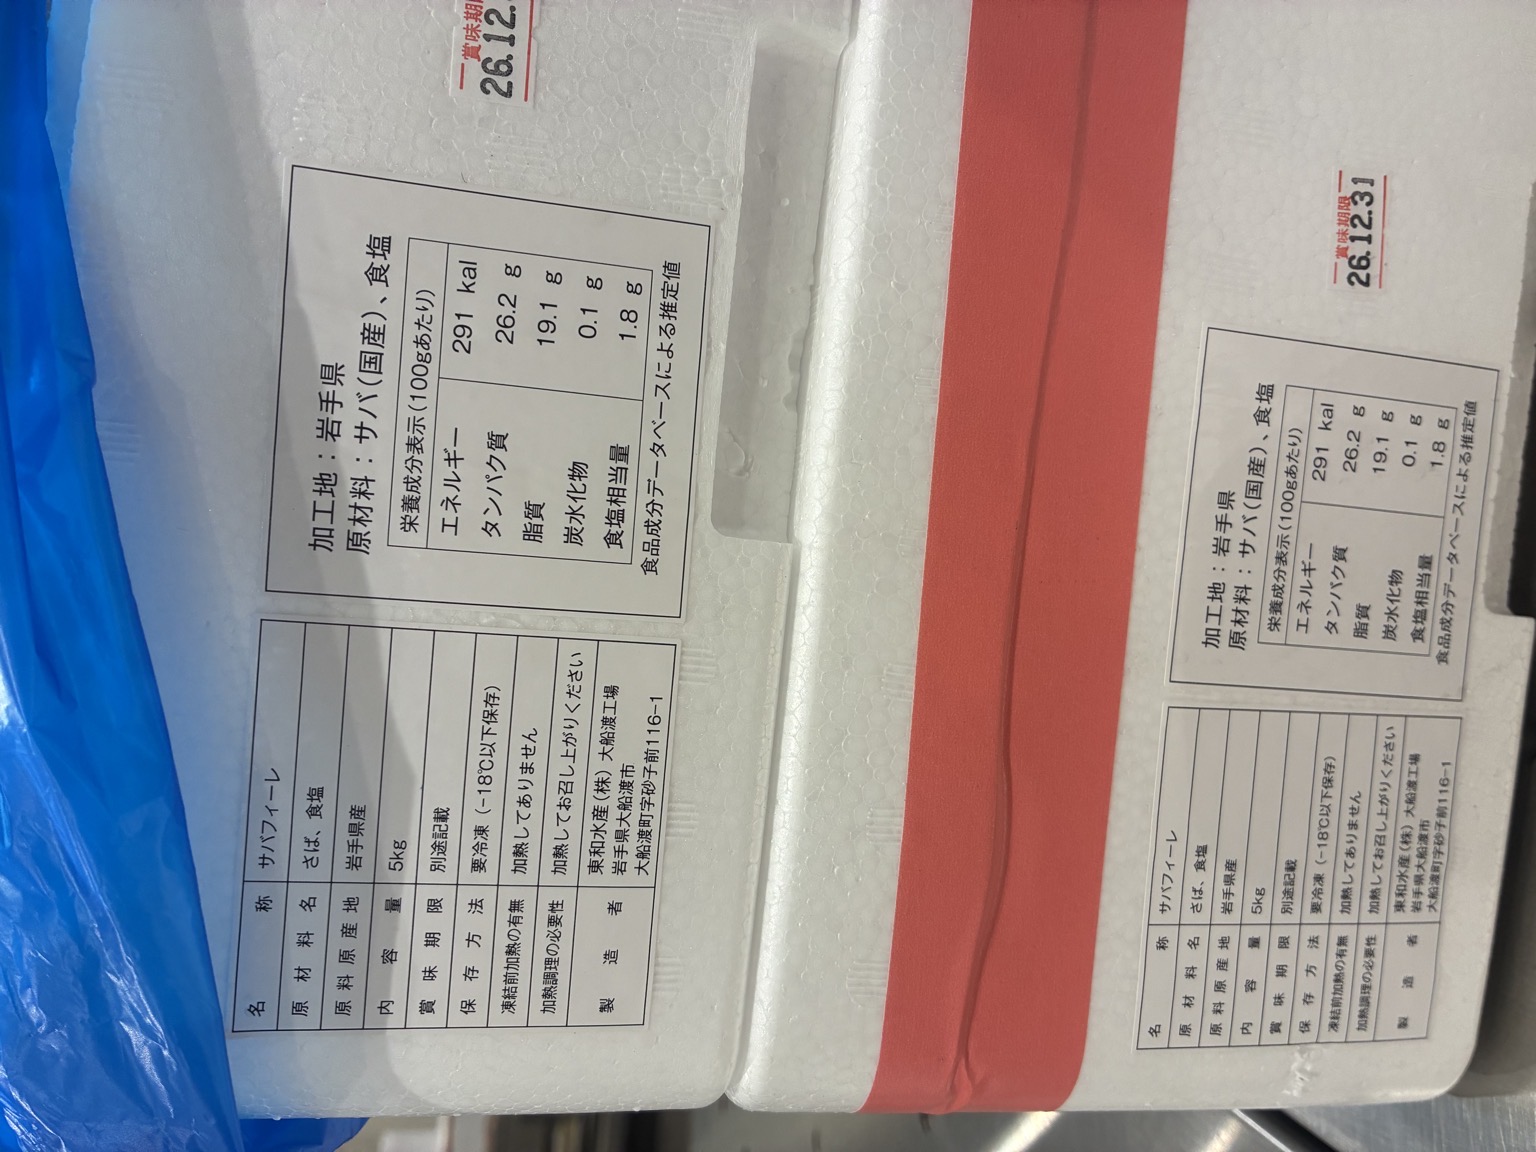 賞味期限
26.12.
加工地：岩手県
原材料：サバ（国産）、食塩
栄養成分表示（100gあたり）
エネルギー 291 kal
タンパク質 26.2 g
脂質 19.1 g
炭水化物 0.1 g
食塩相当量 1.8 g
食品成分データベースによる推定値
名称 サバフィーレ
原材料名 さば、食塩
原料原産地 岩手県産
内容量 5kg
賞味期限 別途記載
保存方法 要冷凍（-18℃以下保存）
凍結前加熱の有無 加熱してありません
加熱調理の必要性 加熱してお召し上がりください
製造者 東和水産（株）大船渡工場
岩手県大船渡市
大船渡町字砂子前116-1
賞味期限
26.12.31
加工地：岩手県
原材料：サバ（国産）、食塩
栄養成分表示（100gあたり）
エネルギー 291 kal
タンパク質 26.2 g
脂質 19.1 g
炭水化物 0.1 g
食塩相当量 1.8 g
食品成分データベースによる推定値
名称 サバフィーレ
原材料名 さば、食塩
原料原産地 岩手県産
内容量 5kg
賞味期限 別途記載
保存方法 要冷凍（-18℃以下保存）
凍結前加熱の有無 加熱してありません
加熱調理の必要性 加熱してお召し上がりください
製造者 東和水産（株）大船渡工場
岩手県大船渡市
大船渡町字砂子前116-1